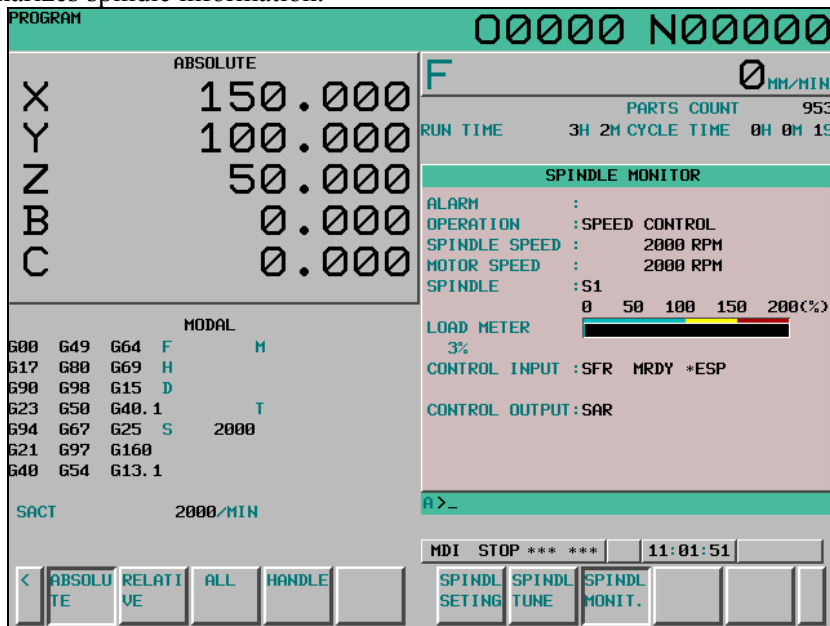 PROGRAM
O0000 N00000
ABSOLUTE
X 150.000
Y 100.000
Z 50.000
B 0.000
C 0.000
F 0 MM/MIN
PARTS COUNT 953
RUN TIME 3H 2M CYCLE TIME 0H 0M
SPINDLE MONITOR
ALARM :
OPERATION :SPEED CONTROL
SPINDLE SPEED : 2000 RPM
MOTOR SPEED : 2000 RPM
SPINDLE :S1
0 50 100 150 200(%)
LOAD METER
3%
CONTROL INPUT :SFR MRDY *ESP
CONTROL OUTPUT:SAR
MODAL
G00 G49 G64 F M
G17 G80 G69 H
G90 G98 G15 D
G23 G50 G40.1 T
G94 G67 G25 S 2000
G21 G97 G160
G40 G54 G13.1
SACT 2000/MIN
A>_
MDI STOP *** *** 11:01:51
< ABSOLU
TE
RELATI
VE
ALL
HANDLE
SPINDL
SETING
SPINDL
TUNE
SPINDL
MONIT.